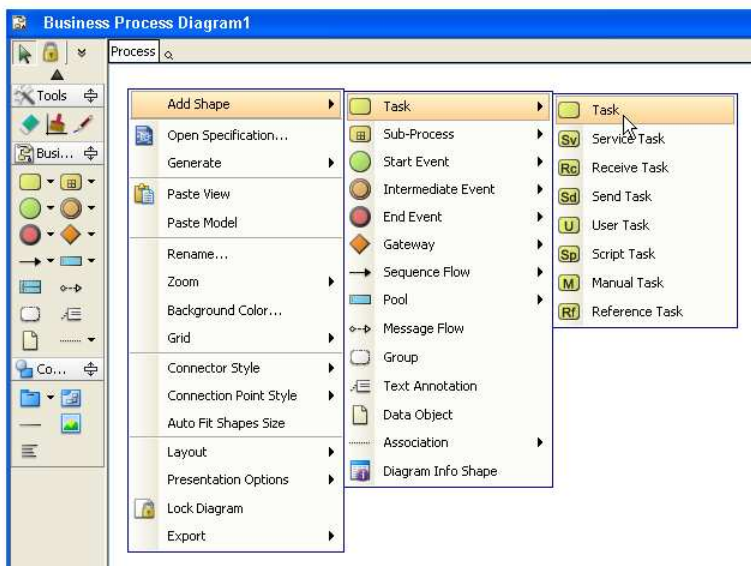 Business Process Diagram1
Process
Tools
Busi...
Co...
Add Shape
Open Specification...
Generate
Paste View
Paste Model
Rename...
Zoom
Background Color...
Grid
Connector Style
Connection Point Style
Auto Fit Shapes Size
Layout
Presentation Options
Lock Diagram
Export
Task
Sub-Process
Start Event
Intermediate Event
End Event
Gateway
Sequence Flow
Pool
Message Flow
Group
Text Annotation
Data Object
Association
Diagram Info Shape
Task
Sv Service Task
Rc Receive Task
Sd Send Task
U User Task
Sp Script Task
M Manual Task
Rf Reference Task